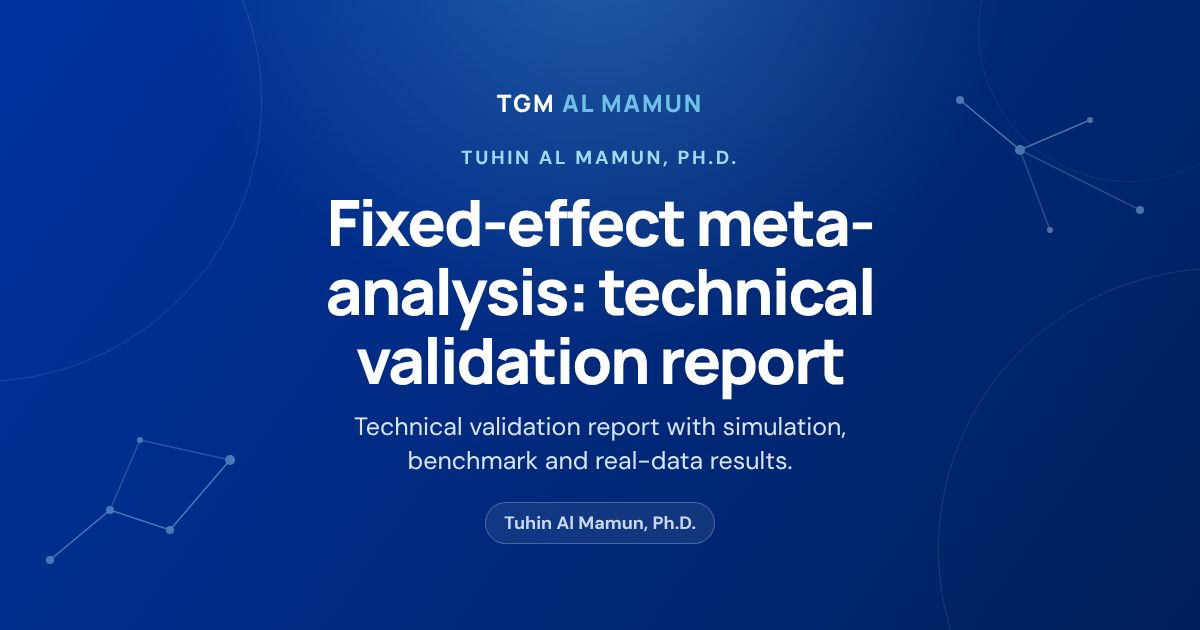 TGM AL MAMUN
TUHIN AL MAMUN, PH.D.
Fixed-effect meta-
analysis: technical
validation report
Technical validation report with simulation,
benchmark and real-data results.
Tuhin Al Mamun, Ph.D.